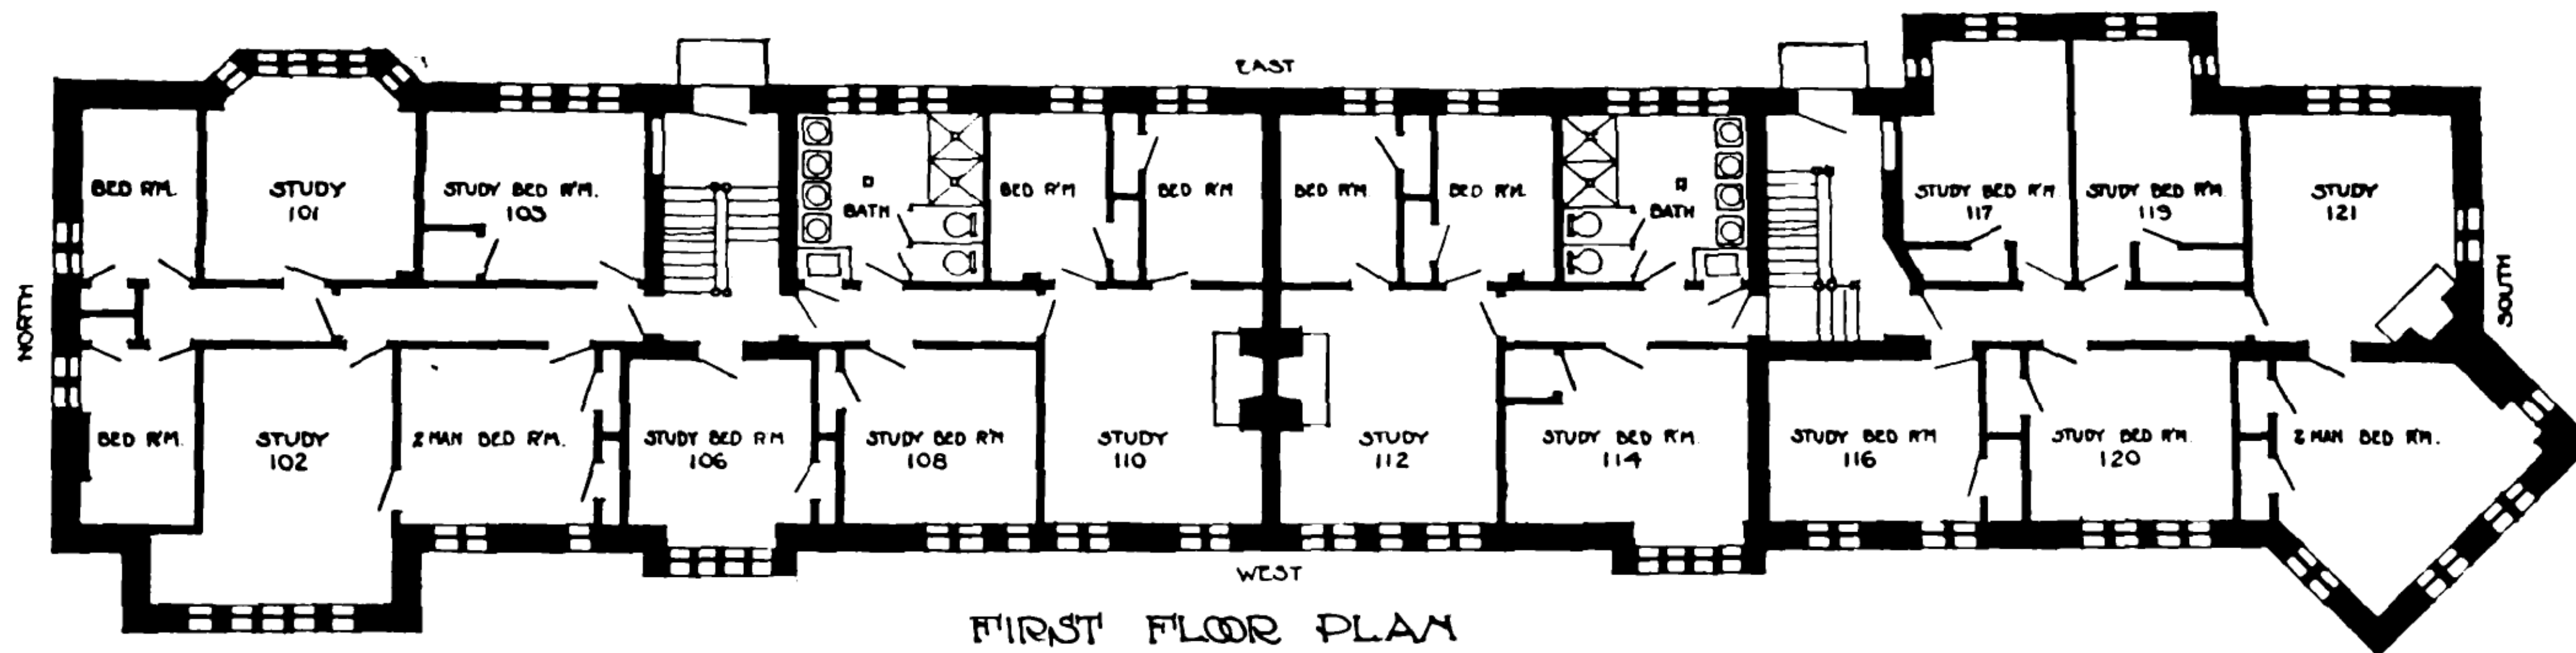 EAST
BED R'M.
STUDY
101
STUDY BED R'M.
103
BATH
BED R'M
BED R'M
BED R'M
BED R'M.
BATH
STUDY BED R'M
117
STUDY BED R'M
119
STUDY
121
NORTH
SOUTH
BED R'M.
STUDY
102
2 MAN BED R'M.
STUDY BED RM
106
STUDY BED R'M
108
STUDY
110
STUDY
112
STUDY BED R'M.
114
STUDY BED R'M
116
STUDY BED R'M.
120
2 MAN BED R'M.
WEST
FIRST FLOOR PLAN